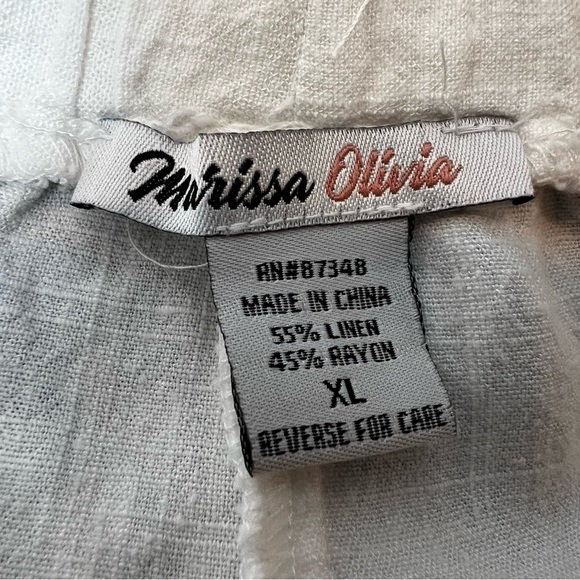 Marissa Olivia
RN#87348
MADE IN CHINA
55% LINEN
45% RAYON
XL
REVERSE FOR CARE